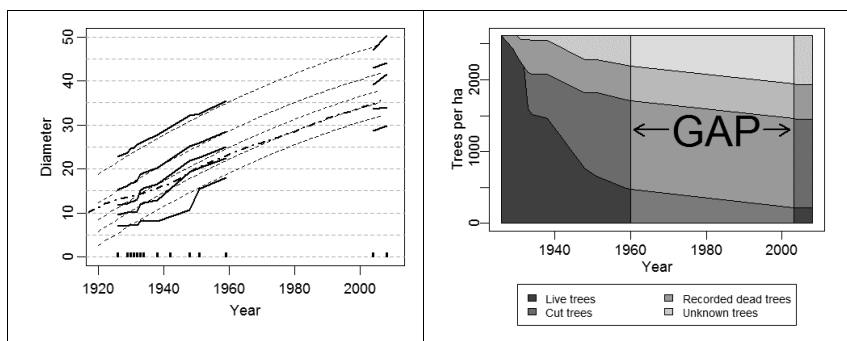 50
40
30
20
10
0
Diameter
1920 1940 1960 1980 2000
Year
2000
1000
0
Trees per ha
GAP
1940 1960 1980 2000
Year
Live trees
Cut trees
Recorded dead trees
Unknown trees